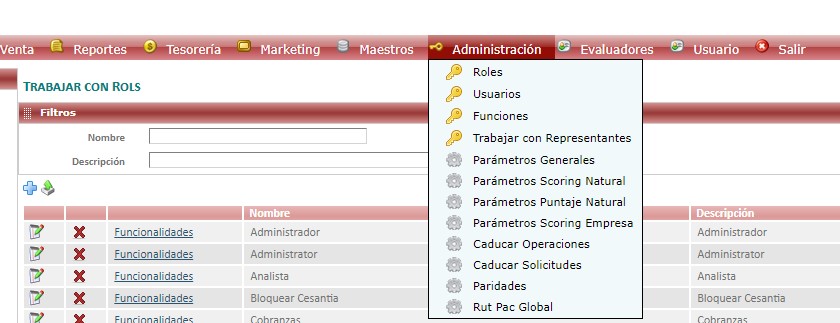 Venta Reportes Tesorería Marketing Maestros Administración Evaluadores Usuario Salir
TRABAJAR CON ROLS
Filtros
Nombre
Descripción
Roles
Usuarios
Funciones
Trabajar con Representantes
Parámetros Generales
Parámetros Scoring Natural
Parámetros Puntaje Natural
Parámetros Scoring Empresa
Caducar Operaciones
Caducar Solicitudes
Paridades
Rut Pac Global
Nombre Descripción
Funcionalidades Administrador Administrador
Funcionalidades Administrator Administrator
Funcionalidades Analista Analista
Funcionalidades Bloquear Cesantia Bloquear Cesantia
Funcionalidades Cobranzas Cobranzas